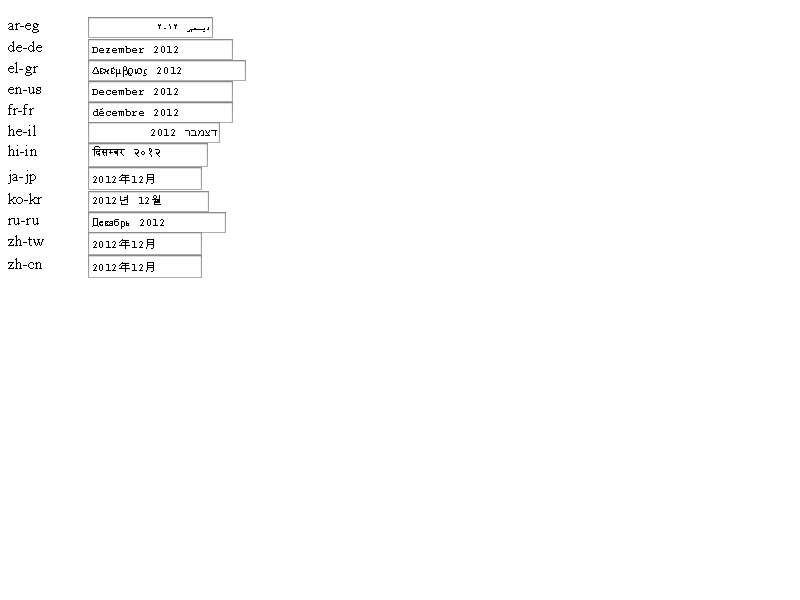 ar-eg ديسمبر ٢٠١٢
de-de Dezember 2012
el-gr Δεκέμβριος 2012
en-us December 2012
fr-fr décembre 2012
he-il דצמבר 2012
hi-in दिसम्बर २०१२
ja-jp 2012年12月
ko-kr 2012년 12월
ru-ru Декабрь 2012
zh-tw 2012年12月
zh-cn 2012年12月